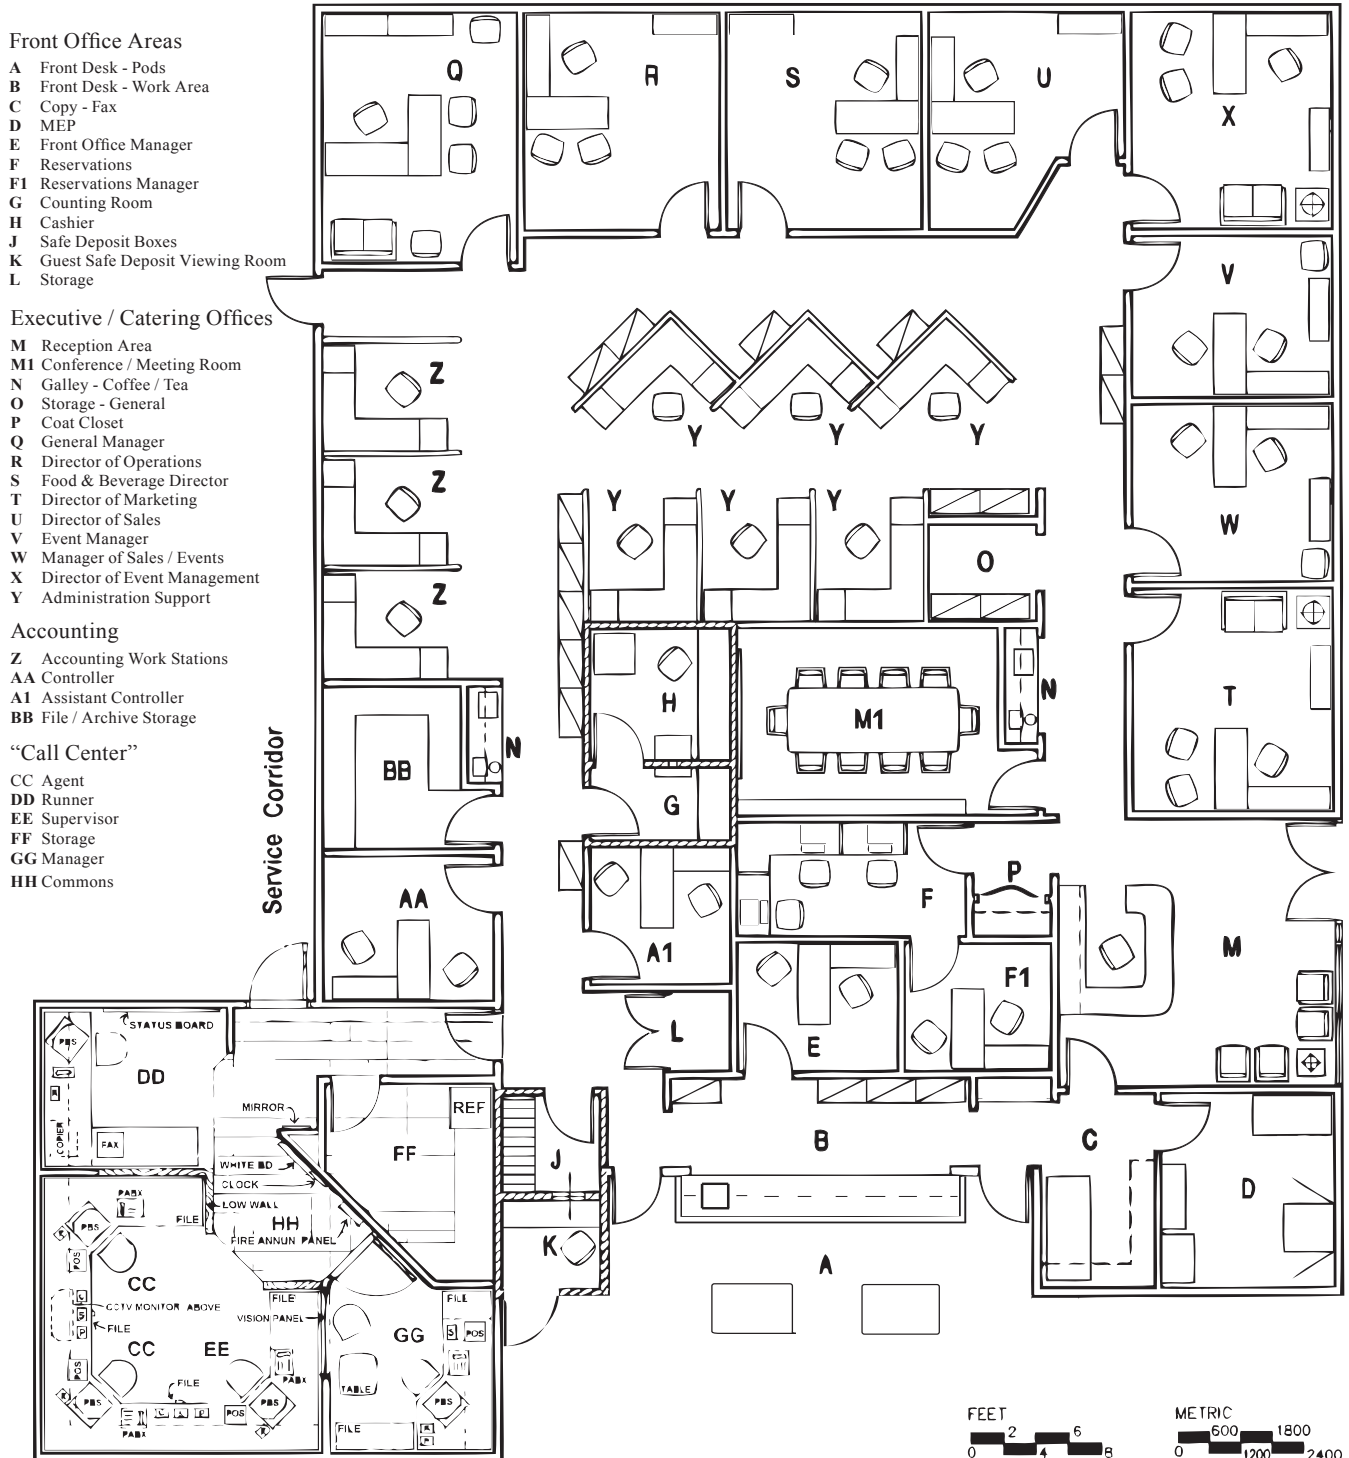 Front Office Areas
A Front Desk - Pods
B Front Desk - Work Area
C Copy - Fax
D MEP
E Front Office Manager
F Reservations
F1 Reservations Manager
G Counting Room
H Cashier
J Safe Deposit Boxes
K Guest Safe Deposit Viewing Room
L Storage
Executive / Catering Offices
M Reception Area
M1 Conference / Meeting Room
N Galley - Coffee / Tea
O Storage - General
P Coat Closet
Q General Manager
R Director of Operations
S Food & Beverage Director
T Director of Marketing
U Director of Sales
V Event Manager
W Manager of Sales / Events
X Director of Event Management
Y Administration Support
Accounting
Z Accounting Work Stations
AA Controller
A1 Assistant Controller
BB File / Archive Storage
“Call Center”
CC Agent
DD Runner
EE Supervisor
FF Storage
GG Manager
HH Commons
Service Corridor
Q
R
S
U
X
V
Z
Y
Y
Y
Z
Y
Y
Y
W
O
Z
H
M1
N
T
N
BB
G
P
AA
F
A1
F1
M
L
E
STATUS BOARD
PBS
DD
COPIER
FAX
MIRROR
REF
FF
WHITE BD
CLOCK
LOW WALL
HH
FIRE ANNUN PANEL
J
K
B
C
D
A
PABX
FILE
PBS
POS
CC
CCTV MONITOR ABOVE
C
S
P
FILE
CC
EE
POS
PBS
FILE
PABX
C
S
P
POS
PBS
PABX
FILE
VISION PANEL
GG
FILE
S
POS
TABLE
PBS
FILE
FEET
0 2 4 6 8
METRIC
0 600 1200 1800 2400